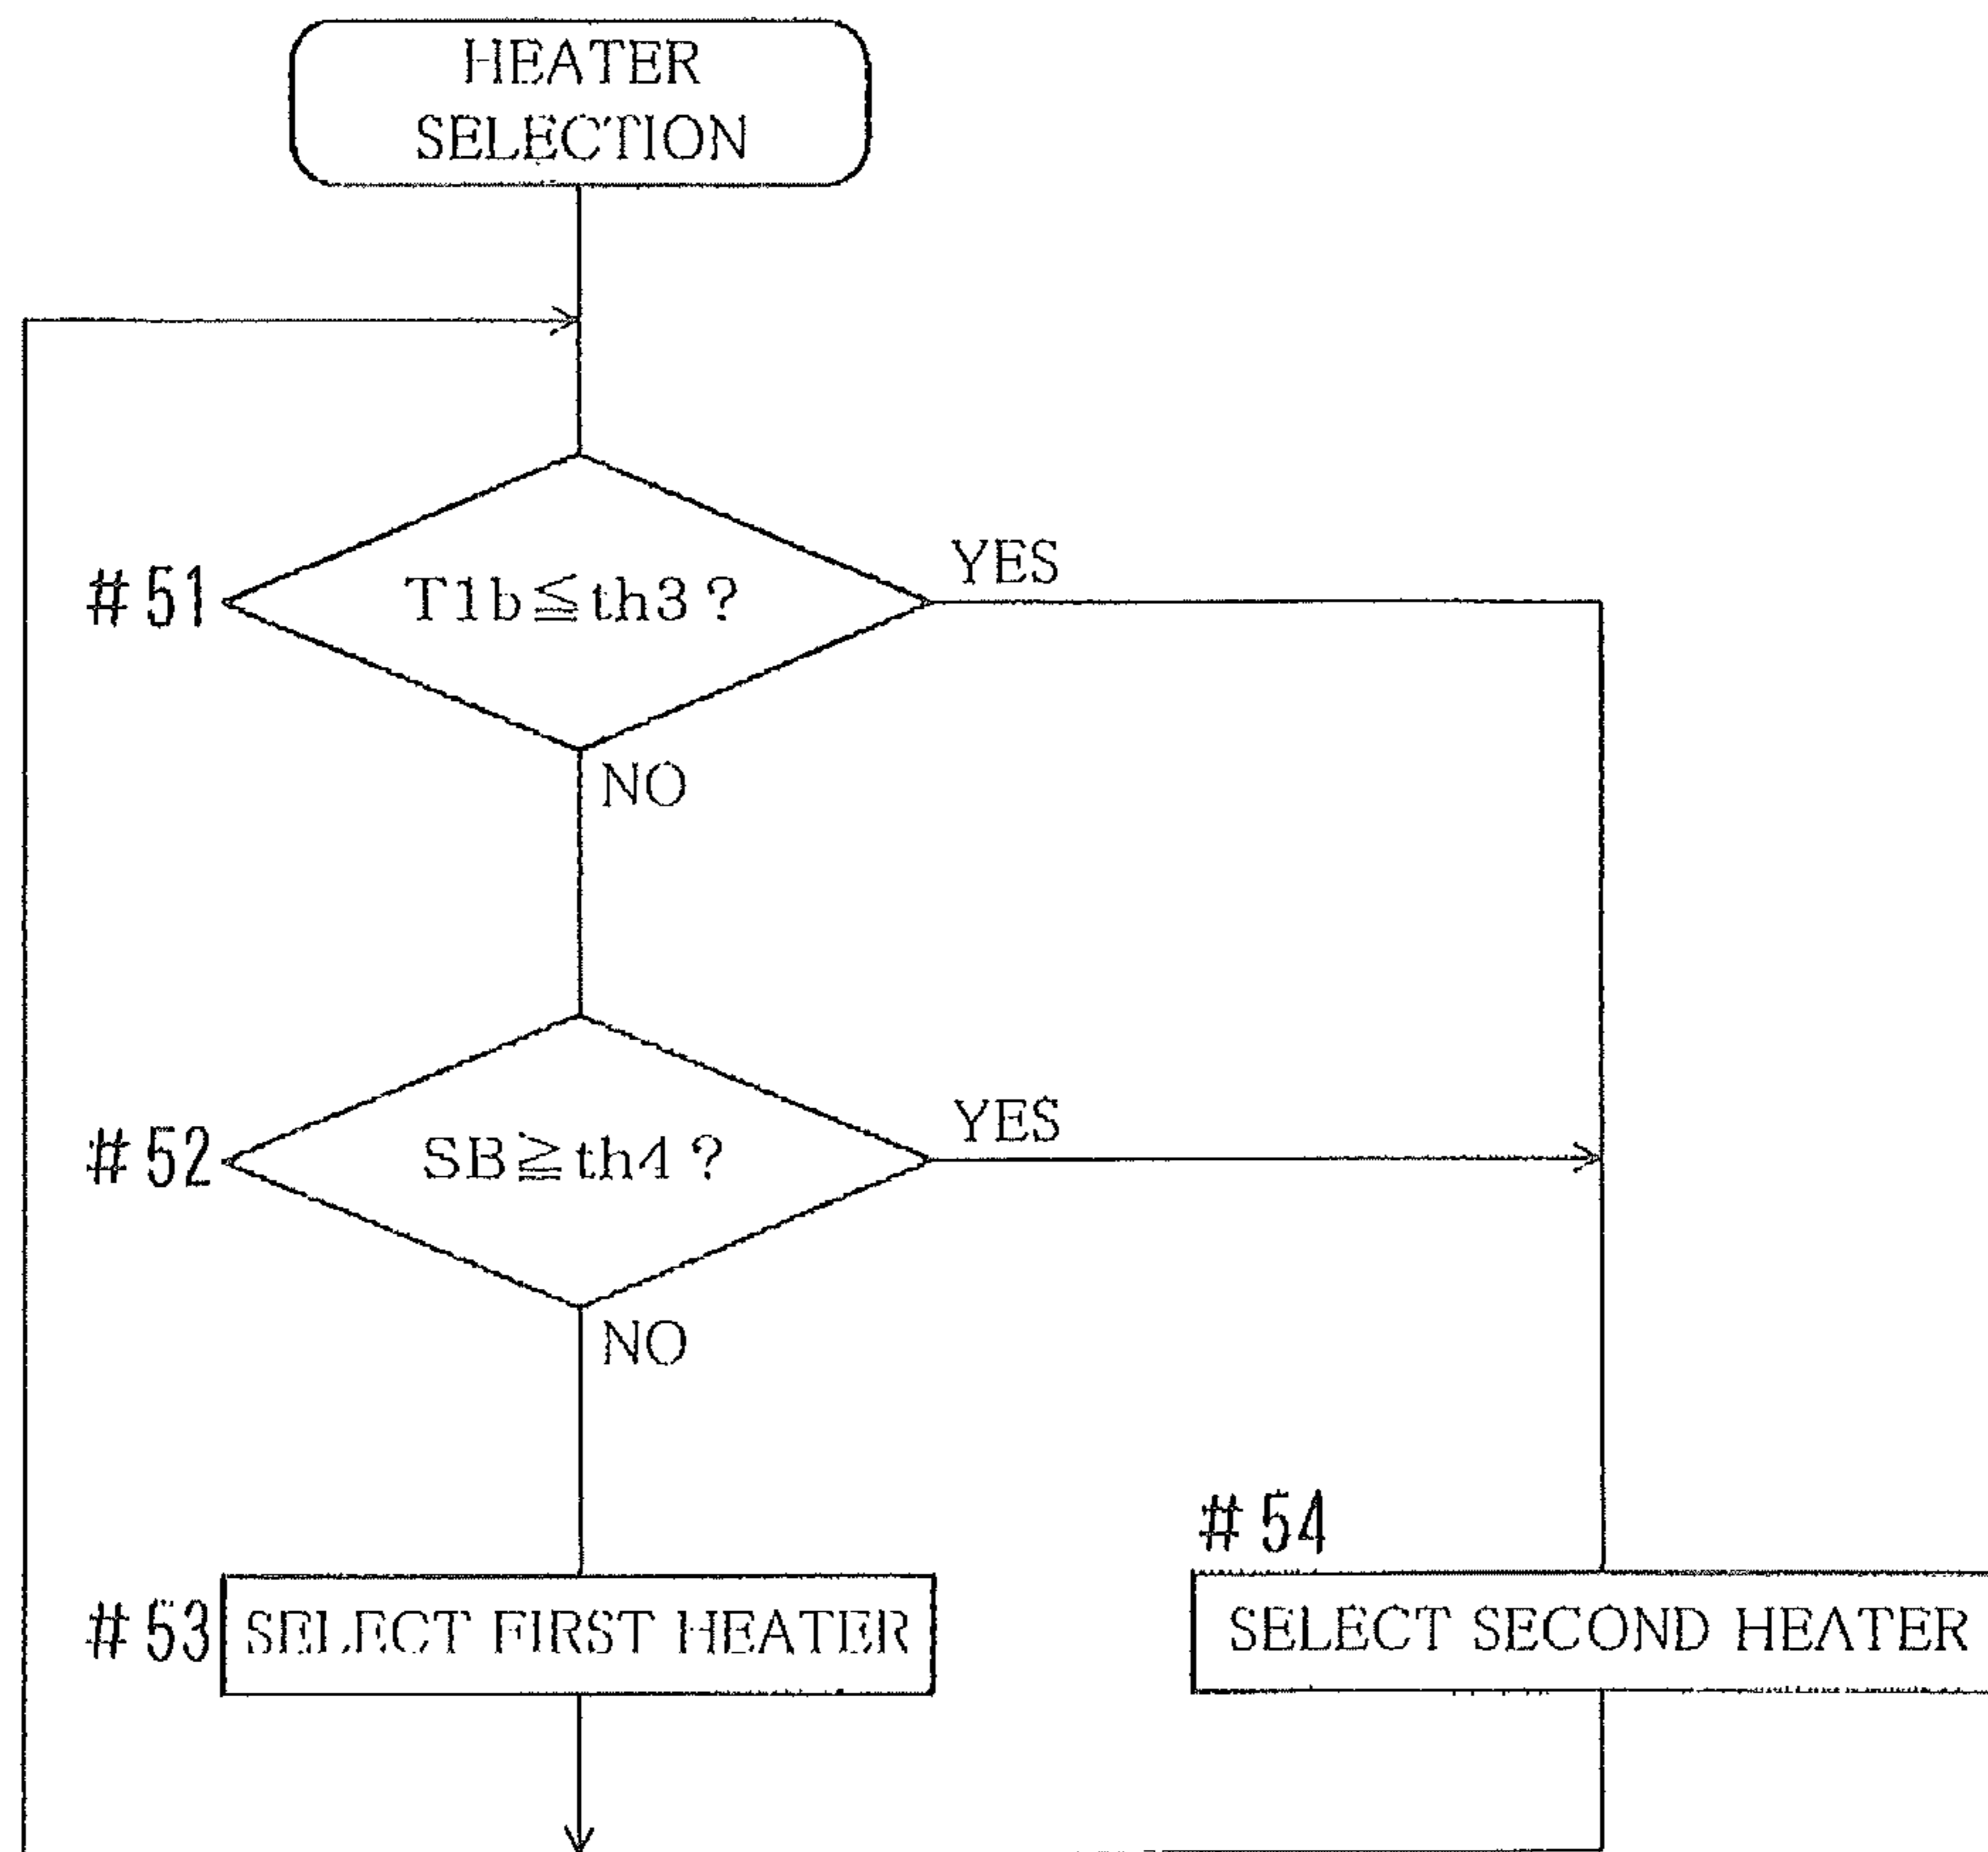 HEATER
SELECTION
#51
T1b≦th3?
YES
NO
#52
SB≧th4?
YES
NO
#54
#53
SELECT FIRST HEATER
SELECT SECOND HEATER